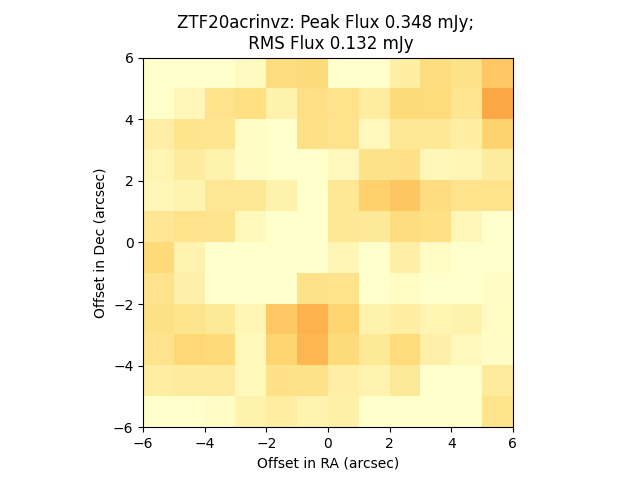 ZTF20acrinvz: Peak Flux 0.348 mJy;
RMS Flux 0.132 mJy
6
4
2
0
−2
−4
−6
Offset in Dec (arcsec)
−6 −4 −2 0 2 4 6
Offset in RA (arcsec)